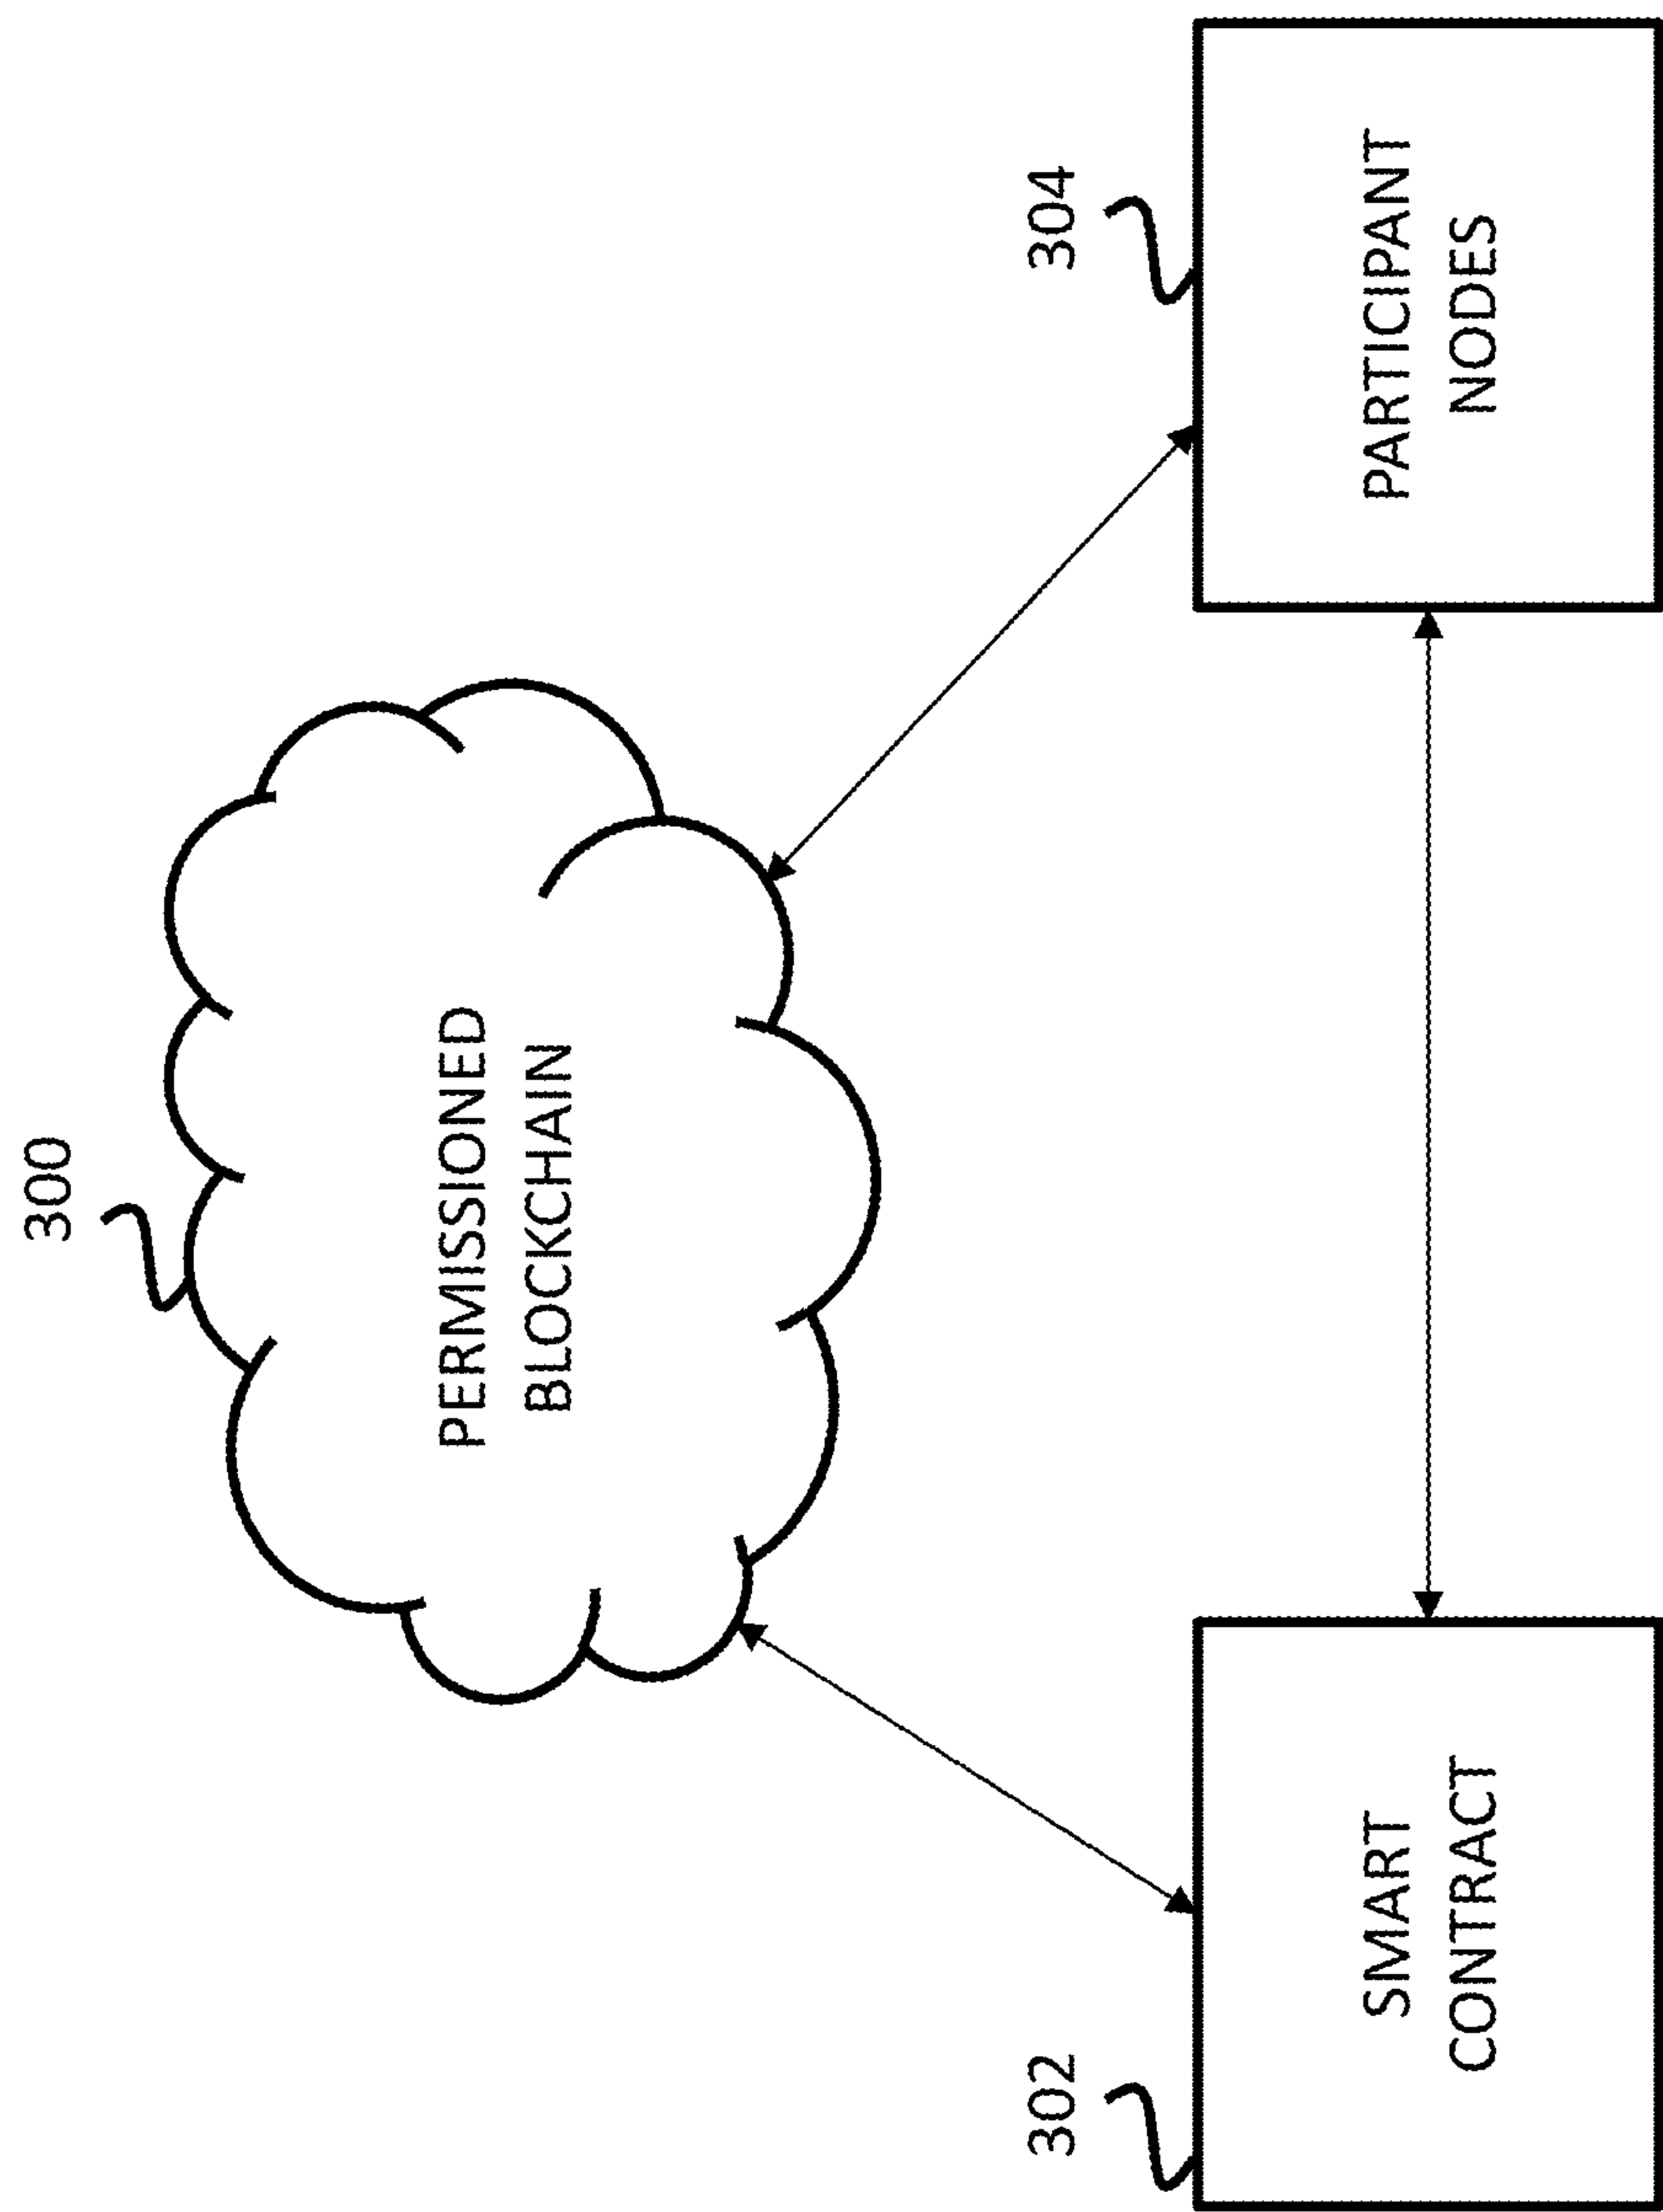 300
PERMISSIONED
BLOCKCHAIN
302
SMART
CONTRACT
304
PARTICIPANT
NODES